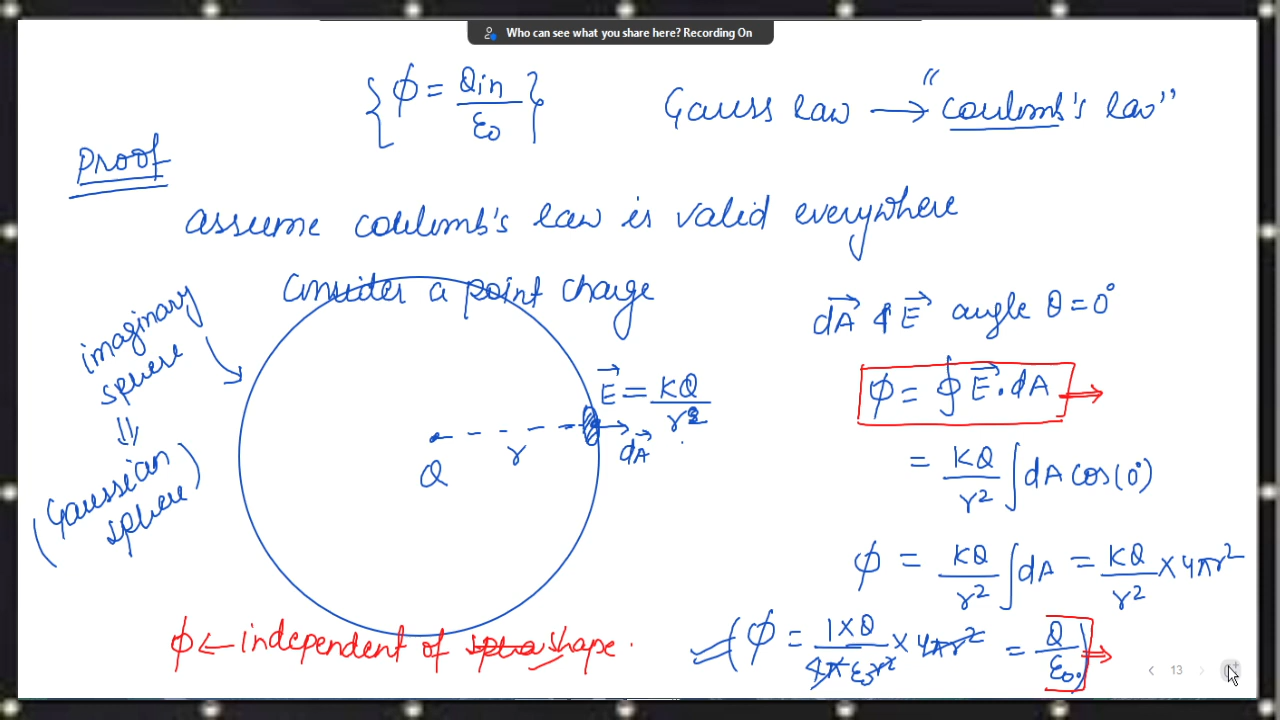 Who can see what you share here? Recording On
{ϕ = Qin/ε₀}
Gauss law → "Coulomb's law"
Proof
assume coulomb's law is valid everywhere
Consider a point charge
imaginary
sphere
⇓
(Gaussian
sphere)
Q
r
E⃗ = KQ/r²
dA⃗
dA⃗ & E⃗ angle θ = 0°
ϕ = ∮ E⃗ . dA →
= KQ/r² ∫ dA cos(0°)
ϕ = KQ/r² ∫ dA = KQ/r² × 4πr²
(ϕ = 1×Q/4πε₀r² × 4πr² = Q/ε₀) →
ϕ ← independent of shape.
13